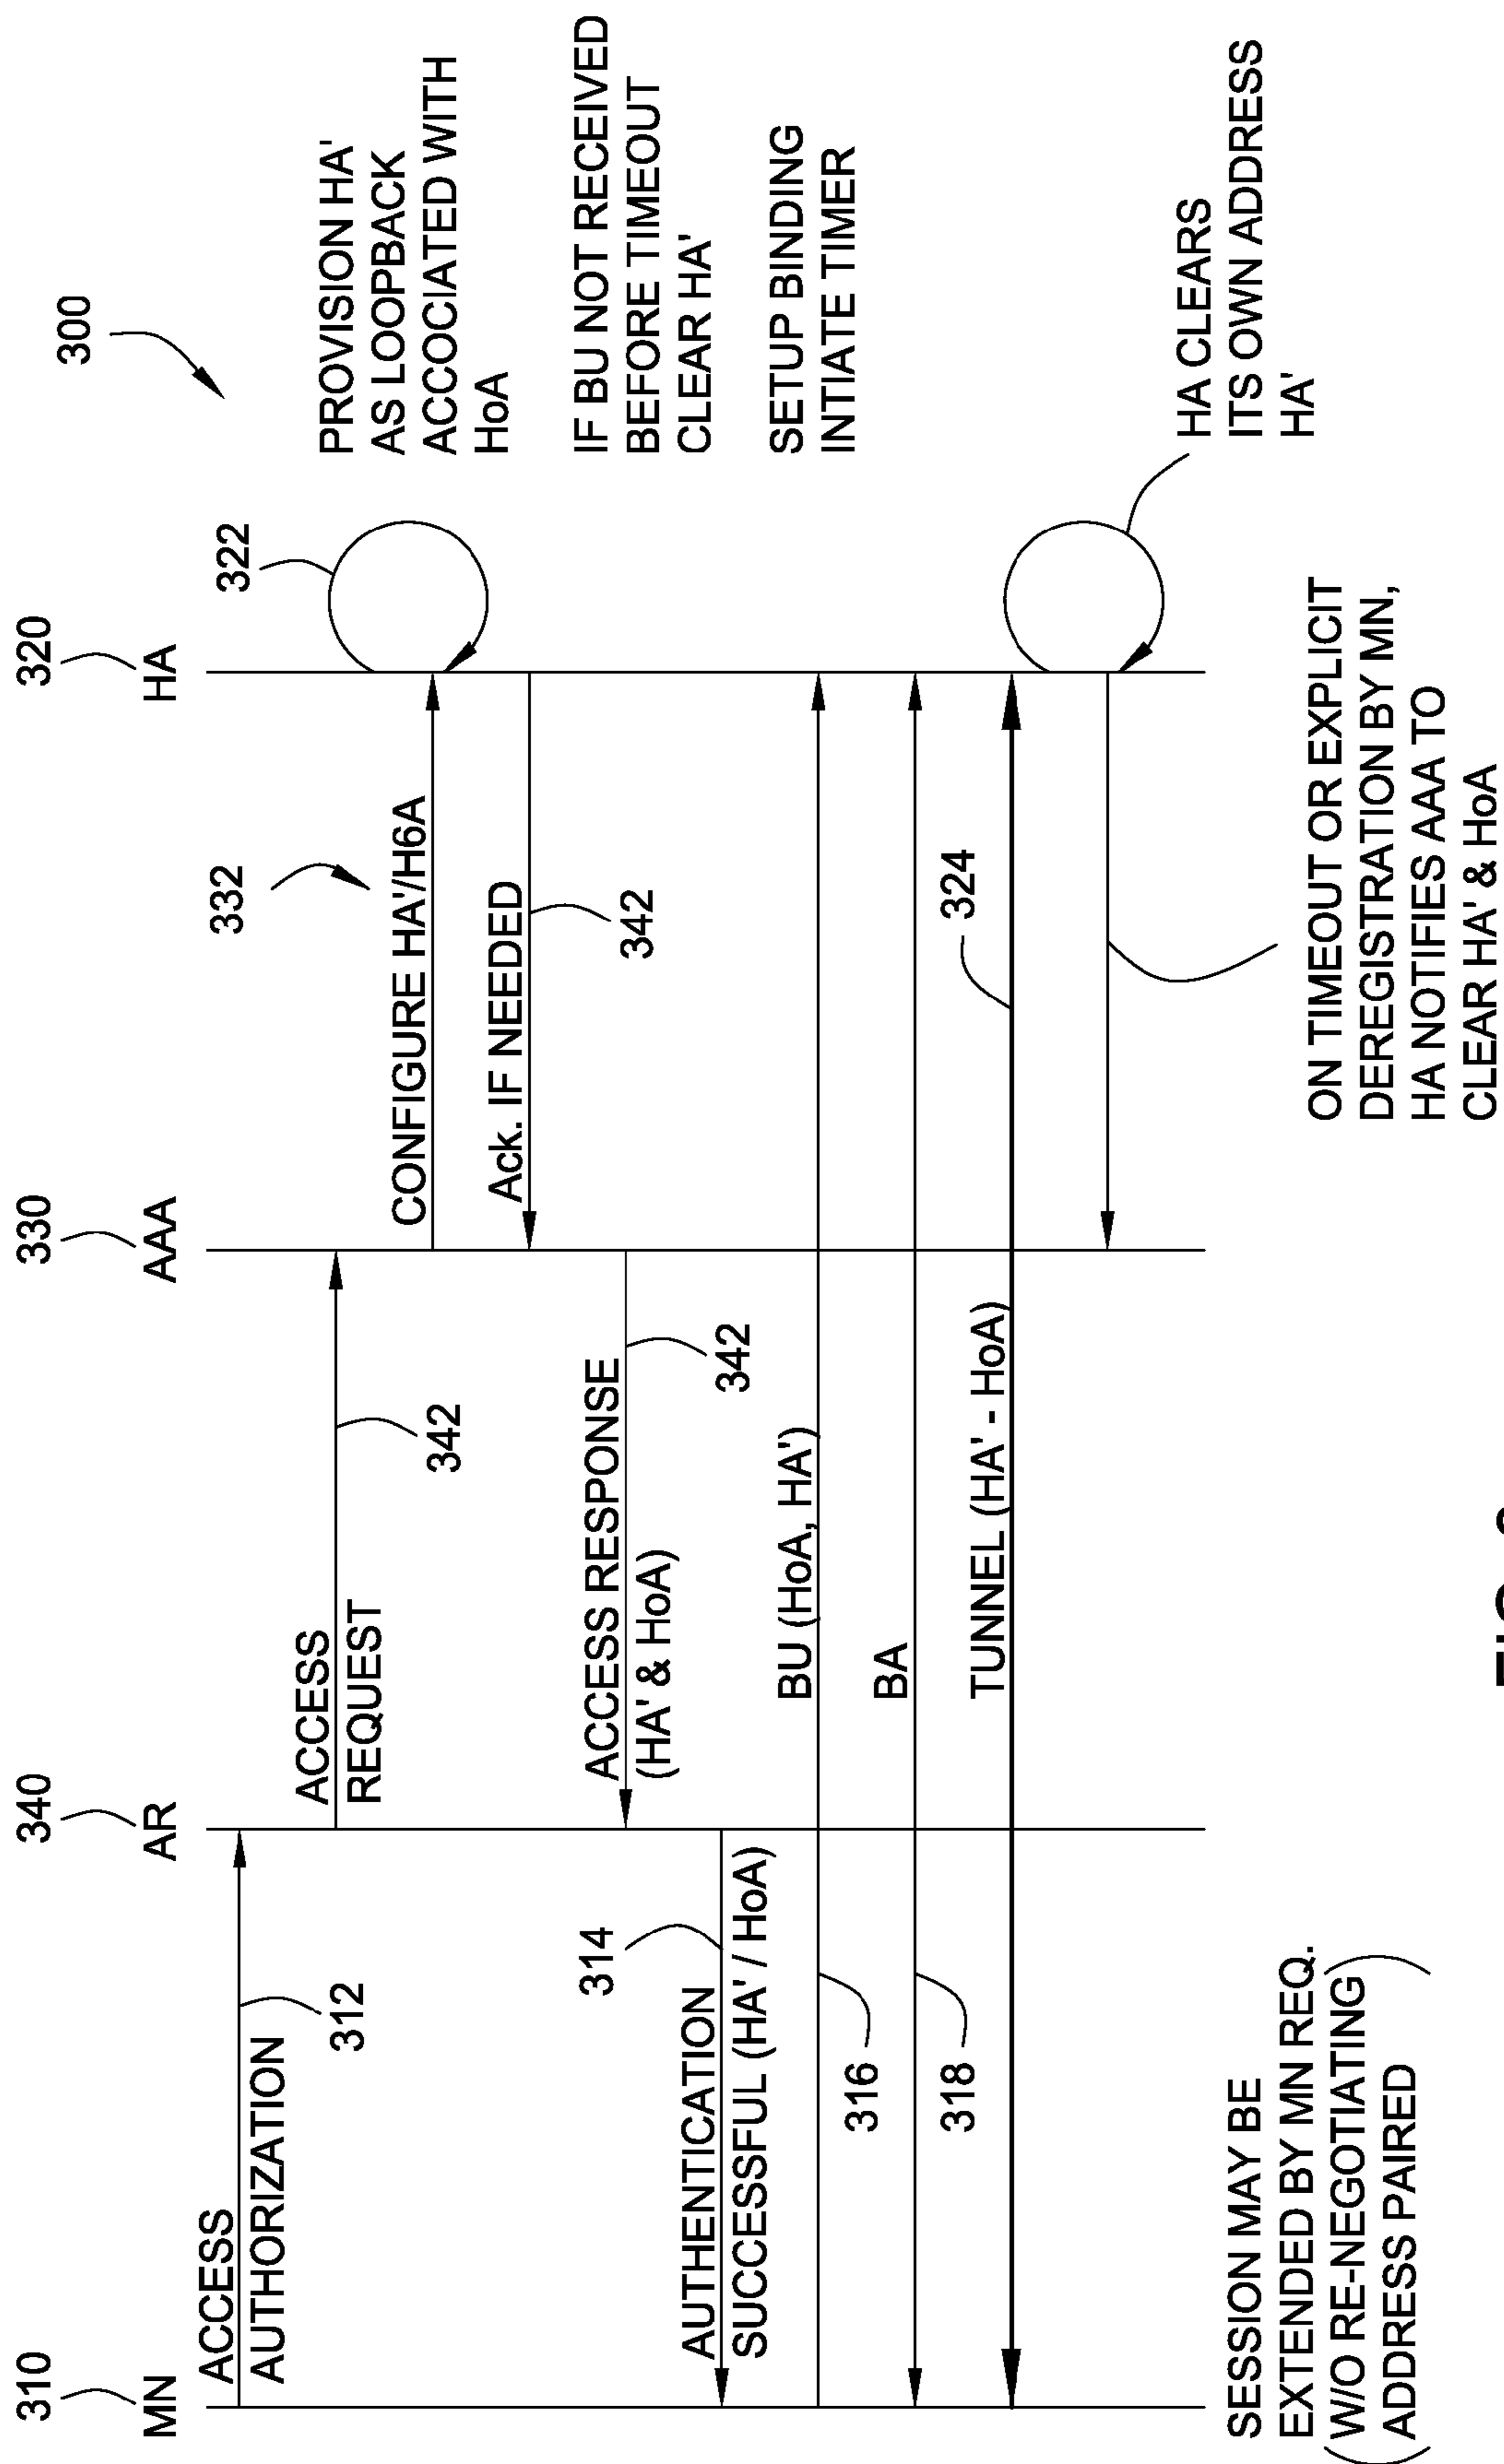 300
310
MN
340
AR
330
AAA
320
HA
ACCESS
AUTHORIZATION
312
ACCESS
REQUEST
342
CONFIGURE HA'/H6A
332
322
PROVISION HA'
AS LOOPBACK
ACCOCIATED WITH
HoA
Ack. IF NEEDED
342
ACCESS RESPONSE
(HA' & HoA)
342
IF BU NOT RECEIVED
BEFORE TIMEOUT
CLEAR HA'
AUTHENTICATION
SUCCESSFUL (HA' / HoA)
314
BU (HoA, HA')
316
SETUP BINDING
INTIATE TIMER
BA
318
TUNNEL (HA' - HoA)
324
HA CLEARS
ITS OWN ADDRESS
HA'
ON TIMEOUT OR EXPLICIT
DEREGISTRATION BY MN,
HA NOTIFIES AAA TO
CLEAR HA' & HoA
SESSION MAY BE
EXTENDED BY MN REQ.
(W/O RE-NEGOTIATING
ADDRESS PAIRED)